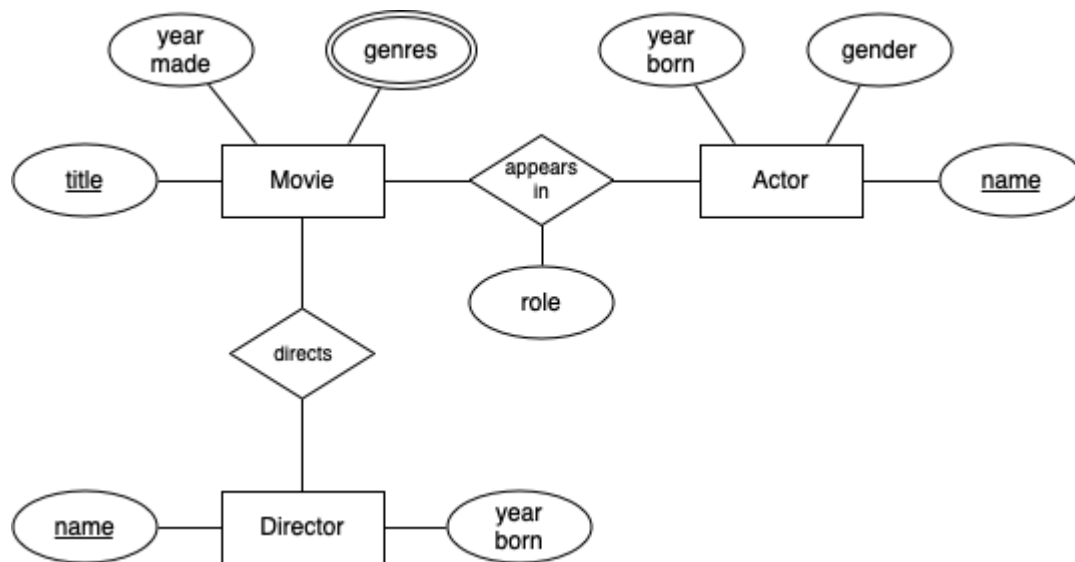 year
made
genres
year
born
gender
title
Movie
appears
in
Actor
name
role
directs
name
Director
year
born